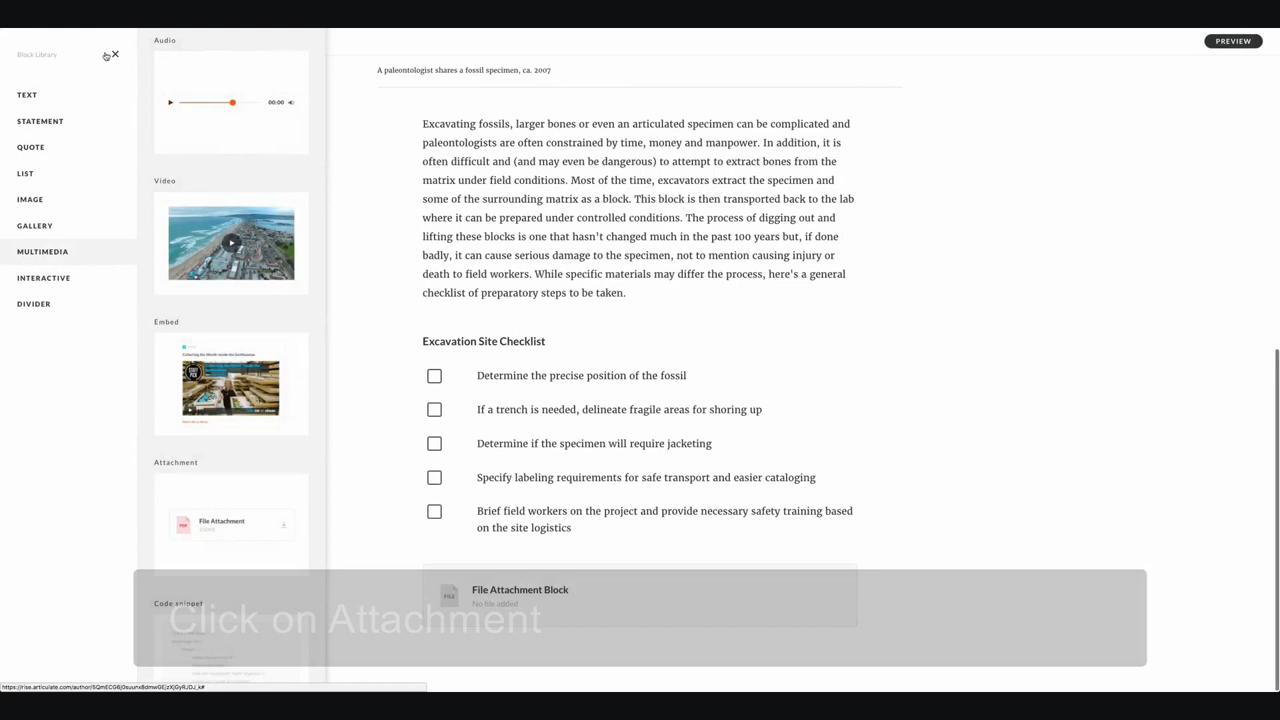 Block Library
TEXT
STATEMENT
QUOTE
LIST
IMAGE
GALLERY
MULTIMEDIA
INTERACTIVE
DIVIDER
Audio
00:00
Video
Embed
Attachment
PDF
File Attachment
Code snippet
PREVIEW
A paleontologist shares a fossil specimen, ca. 2007
Excavating fossils, larger bones or even an articulated specimen can be complicated and
paleontologists are often constrained by time, money and manpower. In addition, it is
often difficult and (and may even be dangerous) to attempt to extract bones from the
matrix under field conditions. Most of the time, excavators extract the specimen and
some of the surrounding matrix as a block. This block is then transported back to the lab
where it can be prepared under controlled conditions. The process of digging out and
lifting these blocks is one that hasn't changed much in the past 100 years but, if done
badly, it can cause serious damage to the specimen, not to mention causing injury or
death to field workers. While specific materials may differ the process, here's a general
checklist of preparatory steps to be taken.
Excavation Site Checklist
Determine the precise position of the fossil
If a trench is needed, delineate fragile areas for shoring up
Determine if the specimen will require jacketing
Specify labeling requirements for safe transport and easier cataloging
Brief field workers on the project and provide necessary safety training based
on the site logistics
FILE
File Attachment Block
No file added
Click on Attachment